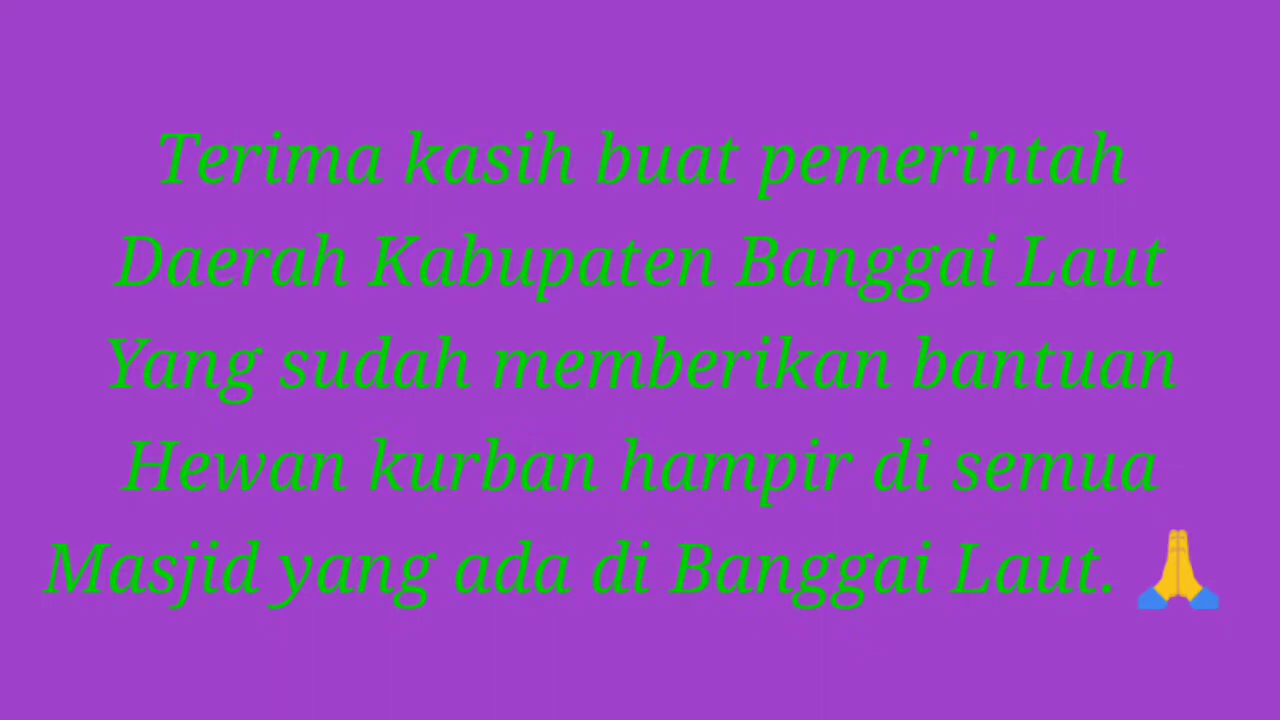 Terima kasih buat pemerintah
Daerah Kabupaten Banggai Laut
Yang sudah memberikan bantuan
Hewan kurban hampir di semua
Masjid yang ada di Banggai Laut. 🙏